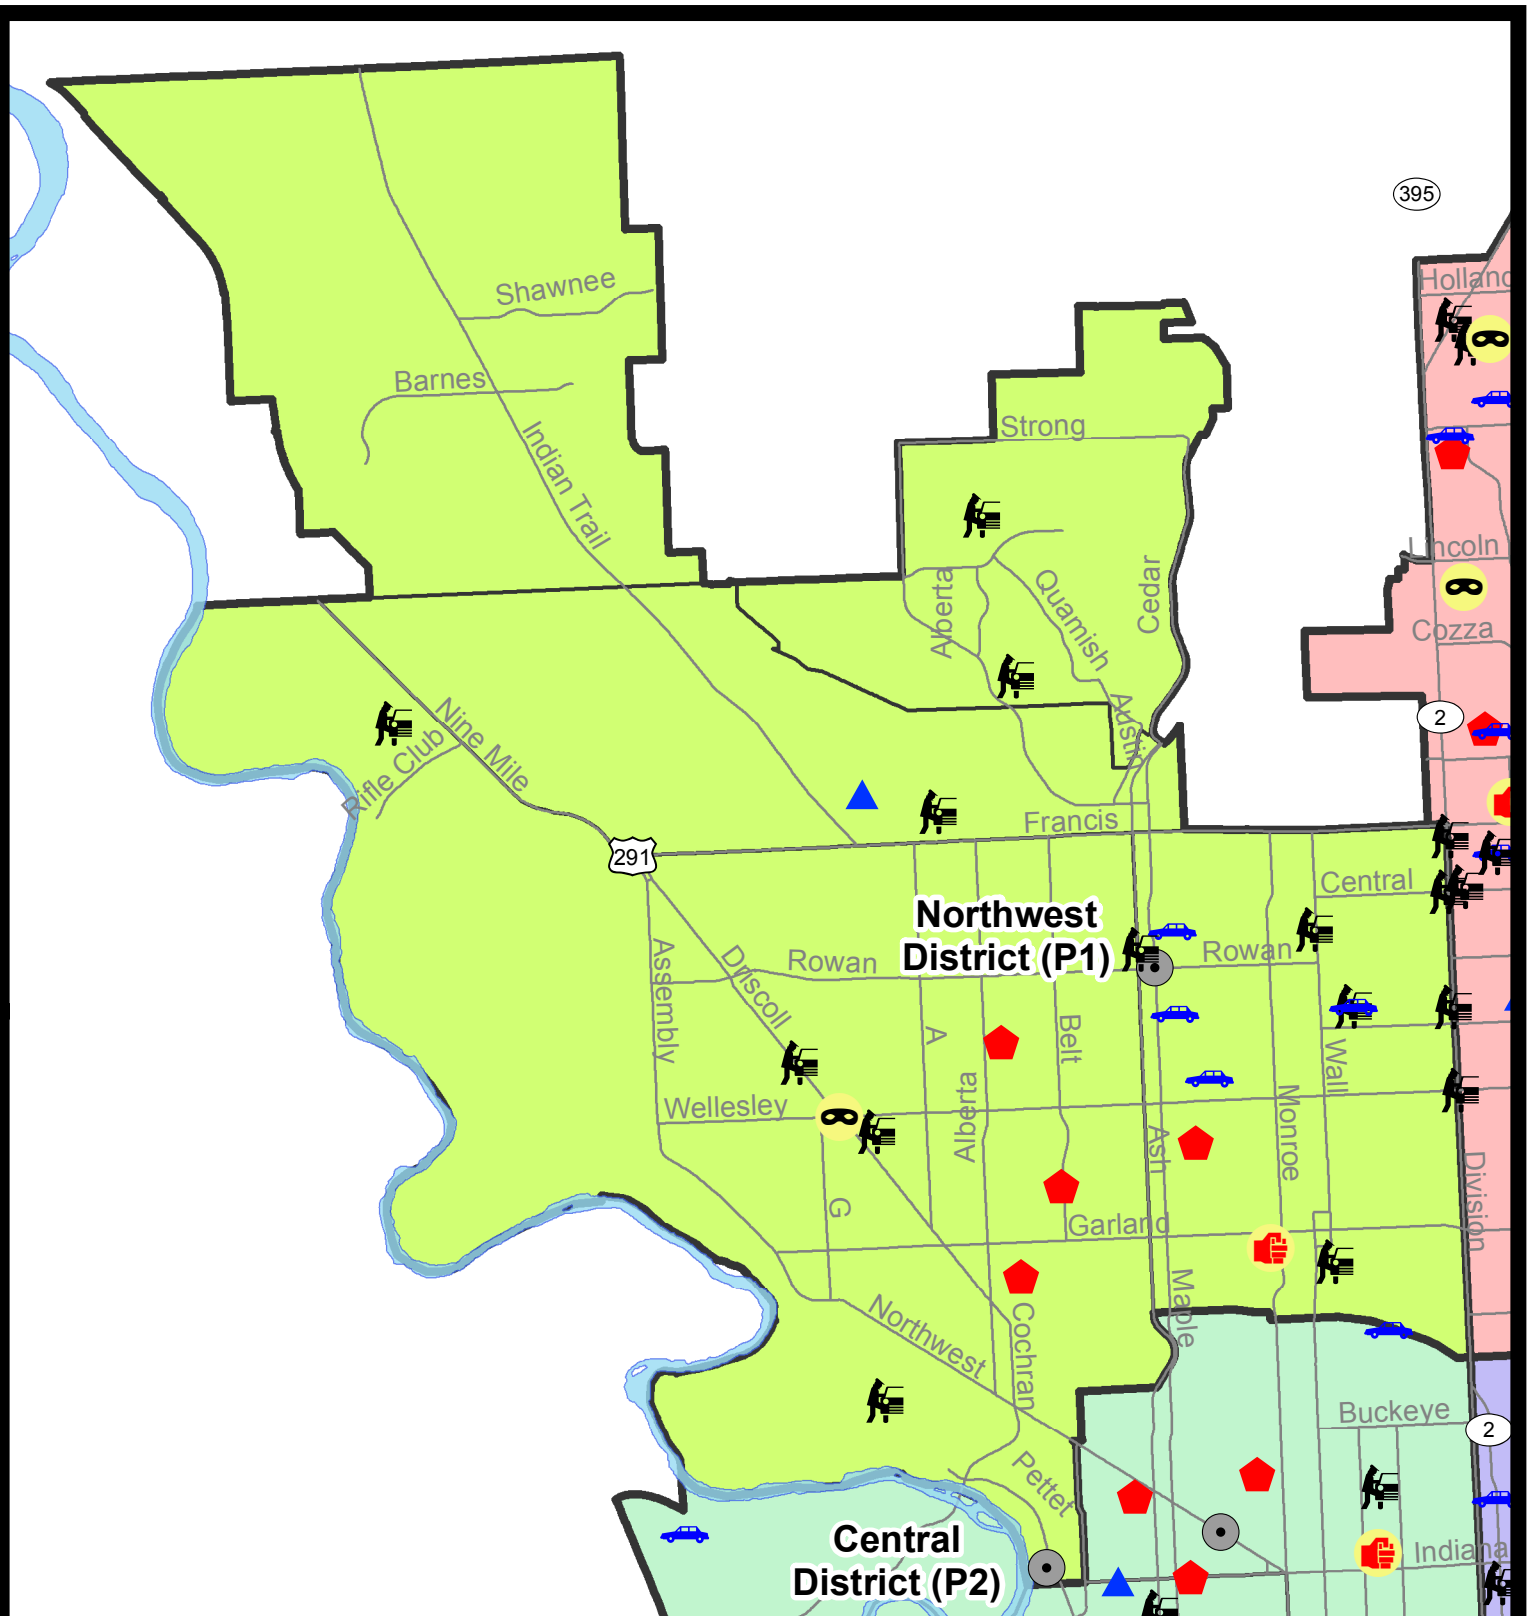 395
Holland
Shawnee
Barnes
Strong
Indian Trail
Lincoln
Alberta
Quamish
Cedar
Cozza
Nine Mile
Rifle Club
Austin
2
Francis
291
Central
Northwest
District (P1)
Rowan
Rowan
Assembly
Driscoll
A
Belt
Wall
Alberta
Wellesley
Monroe
Ash
Division
G
Garland
Maple
Northwest
Cochran
Buckeye
2
Pettet
Central
District (P2)
Indiana